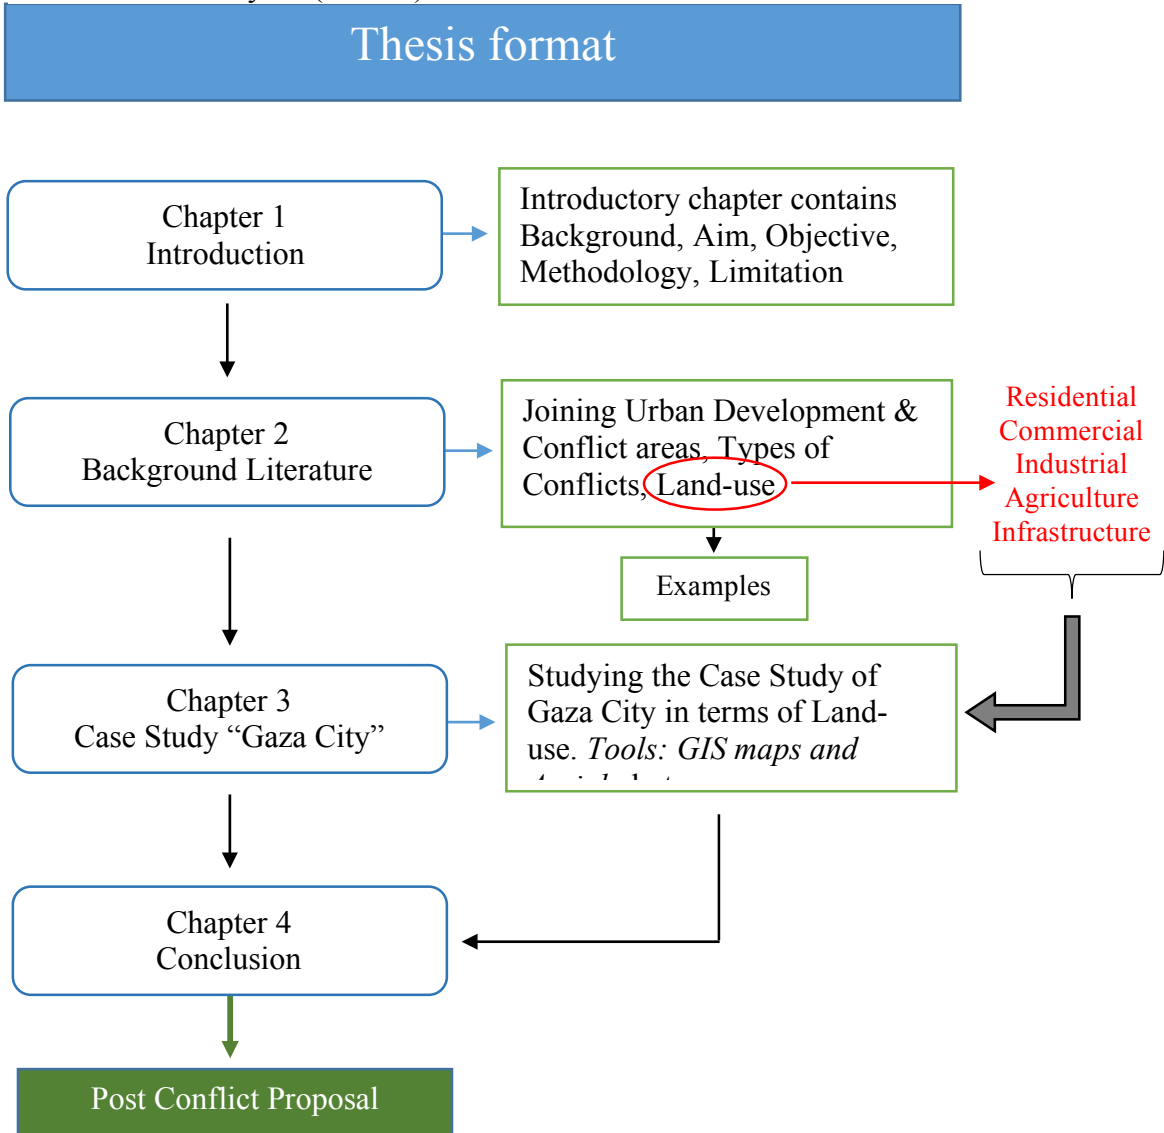 Thesis format
Chapter 1
Introduction
Introductory chapter contains
Background, Aim, Objective,
Methodology, Limitation
Chapter 2
Background Literature
Joining Urban Development &
Conflict areas, Types of
Conflicts, Land-use
Residential
Commercial
Industrial
Agriculture
Infrastructure
Examples
Chapter 3
Case Study “Gaza City”
Studying the Case Study of
Gaza City in terms of Land-
use. Tools: GIS maps and
Chapter 4
Conclusion
Post Conflict Proposal